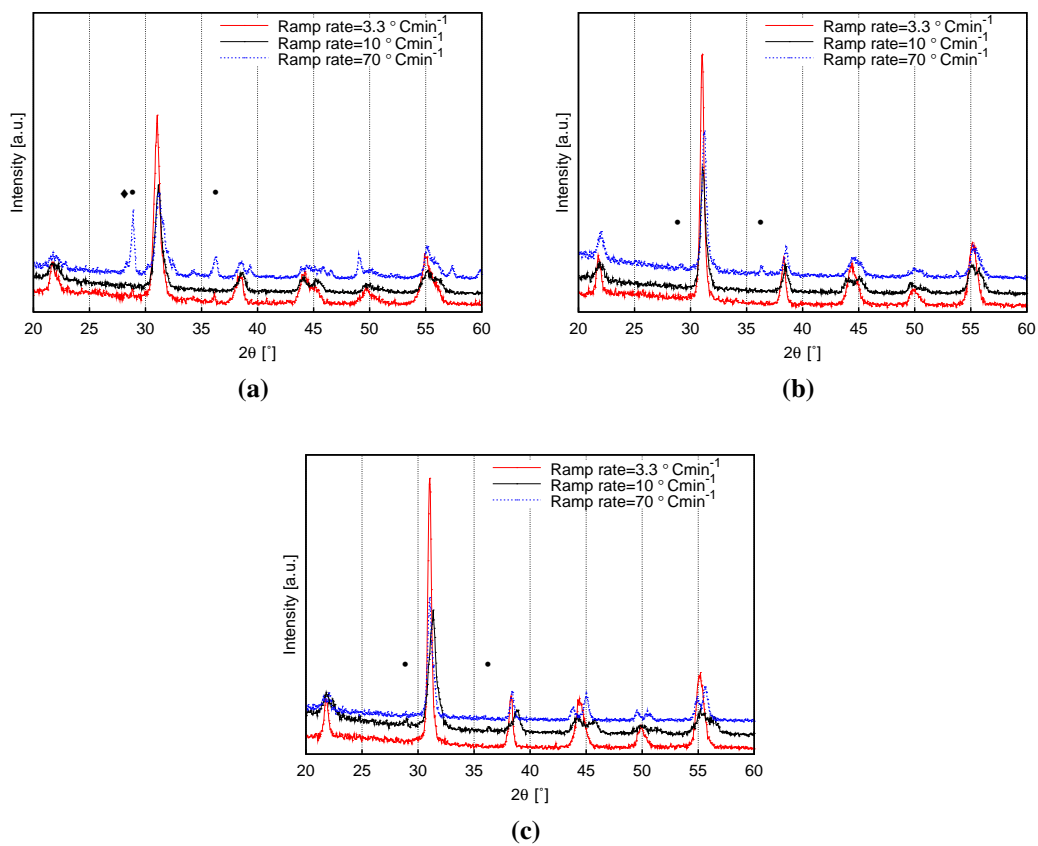 Ramp rate=3.3 ° Cmin⁻¹
Ramp rate=10 ° Cmin⁻¹
Ramp rate=70 ° Cmin⁻¹
Intensity [a.u.]
20 25 30 35 40 45 50 55 60
2θ [°]
(a)
Ramp rate=3.3 ° Cmin⁻¹
Ramp rate=10 ° Cmin⁻¹
Ramp rate=70 ° Cmin⁻¹
Intensity [a.u.]
20 25 30 35 40 45 50 55 60
2θ [°]
(b)
Ramp rate=3.3 ° Cmin⁻¹
Ramp rate=10 ° Cmin⁻¹
Ramp rate=70 ° Cmin⁻¹
Intensity [a.u.]
20 25 30 35 40 45 50 55 60
2θ [°]
(c)